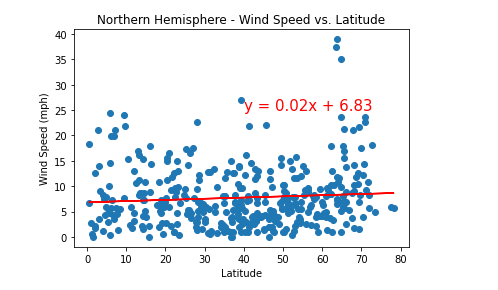 Northern Hemisphere - Wind Speed vs. Latitude
40
35
30
25
20
15
10
5
0
Wind Speed (mph)
y = 0.02x + 6.83
0 10 20 30 40 50 60 70 80
Latitude